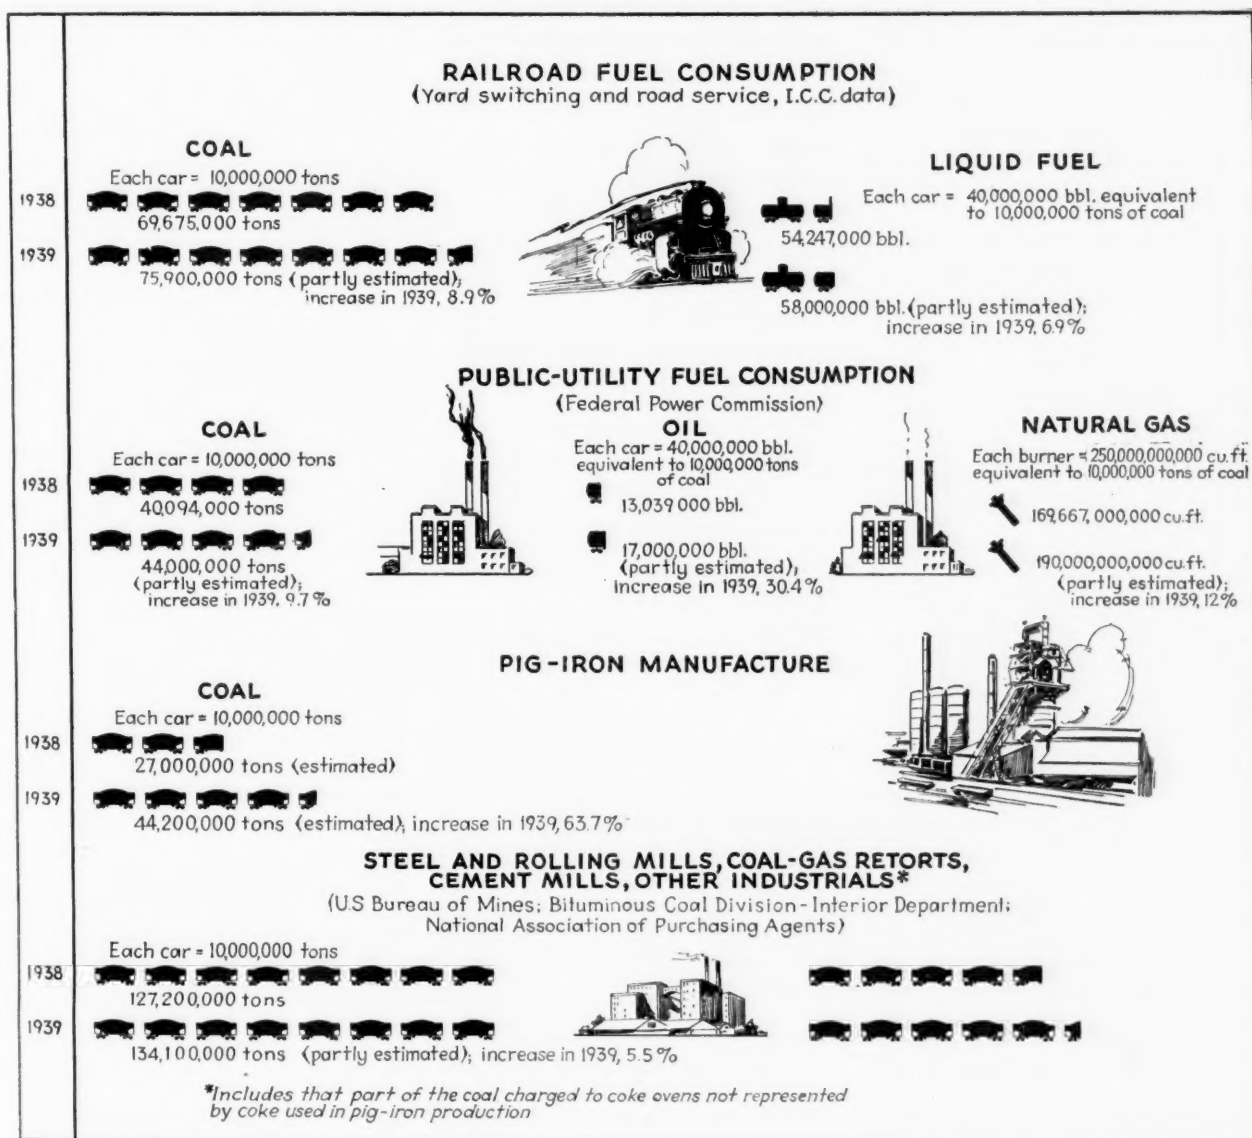 RAILROAD FUEL CONSUMPTION
(Yard switching and road service, I.C.C. data)
COAL
Each car = 10,000,000 tons
1938
69,675,000 tons
1939
75,900,000 tons (partly estimated);
increase in 1939, 8.9%
LIQUID FUEL
Each car = 40,000,000 bbl. equivalent
to 10,000,000 tons of coal
54,247,000 bbl.
58,000,000 bbl. (partly estimated);
increase in 1939, 6.9%
PUBLIC-UTILITY FUEL CONSUMPTION
(Federal Power Commission)
COAL
Each car = 10,000,000 tons
1938
40,094,000 tons
1939
44,000,000 tons
(partly estimated);
increase in 1939, 9.7%
OIL
Each car = 40,000,000 bbl.
equivalent to 10,000,000 tons
of coal
13,039 000 bbl.
17,000,000 bbl.
(partly estimated);
increase in 1939, 30.4%
NATURAL GAS
Each burner = 250,000,000,000 cu.ft.
equivalent to 10,000,000 tons of coal
169,667,000,000 cu.ft.
190,000,000,000 cu.ft.
(partly estimated);
increase in 1939, 12%
PIG-IRON MANUFACTURE
COAL
Each car = 10,000,000 tons
1938
27,000,000 tons (estimated)
1939
44,200,000 tons (estimated); increase in 1939, 63.7%
STEEL AND ROLLING MILLS, COAL-GAS RETORTS,
CEMENT MILLS, OTHER INDUSTRIALS*
(U.S Bureau of Mines; Bituminous Coal Division-Interior Department;
National Association of Purchasing Agents)
Each car = 10,000,000 tons
1938
127,200,000 tons
1939
134,100,000 tons (partly estimated); increase in 1939, 5.5%
*Includes that part of the coal charged to coke ovens not represented
by coke used in pig-iron production